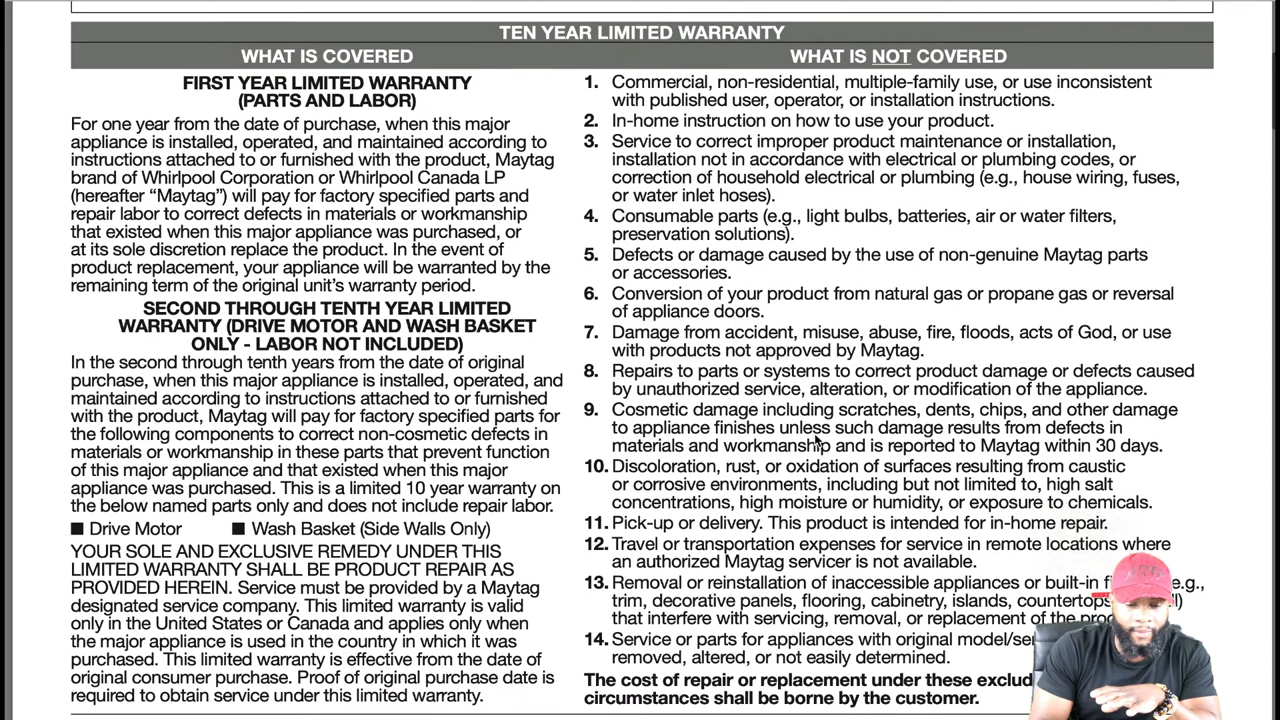 TEN YEAR LIMITED WARRANTY
WHAT IS COVERED
FIRST YEAR LIMITED WARRANTY
(PARTS AND LABOR)
For one year from the date of purchase, when this major
appliance is installed, operated, and maintained according to
instructions attached to or furnished with the product, Maytag
brand of Whirlpool Corporation or Whirlpool Canada LP
(hereafter “Maytag”) will pay for factory specified parts and
repair labor to correct defects in materials or workmanship
that existed when this major appliance was purchased, or
at its sole discretion replace the product. In the event of
product replacement, your appliance will be warranted by the
remaining term of the original unit’s warranty period.
SECOND THROUGH TENTH YEAR LIMITED
WARRANTY (DRIVE MOTOR AND WASH BASKET
ONLY - LABOR NOT INCLUDED)
In the second through tenth years from the date of original
purchase, when this major appliance is installed, operated, and
maintained according to instructions attached to or furnished
with the product, Maytag will pay for factory specified parts for
the following components to correct non-cosmetic defects in
materials or workmanship in these parts that prevent function
of this major appliance and that existed when this major
appliance was purchased. This is a limited 10 year warranty on
the below named parts only and does not include repair labor.
■ Drive Motor ■ Wash Basket (Side Walls Only)
YOUR SOLE AND EXCLUSIVE REMEDY UNDER THIS
LIMITED WARRANTY SHALL BE PRODUCT REPAIR AS
PROVIDED HEREIN. Service must be provided by a Maytag
designated service company. This limited warranty is valid
only in the United States or Canada and applies only when
the major appliance is used in the country in which it was
purchased. This limited warranty is effective from the date of
original consumer purchase. Proof of original purchase date is
required to obtain service under this limited warranty.
WHAT IS NOT COVERED
1. Commercial, non-residential, multiple-family use, or use inconsistent
with published user, operator, or installation instructions.
2. In-home instruction on how to use your product.
3. Service to correct improper product maintenance or installation,
installation not in accordance with electrical or plumbing codes, or
correction of household electrical or plumbing (e.g., house wiring, fuses,
or water inlet hoses).
4. Consumable parts (e.g., light bulbs, batteries, air or water filters,
preservation solutions).
5. Defects or damage caused by the use of non-genuine Maytag parts
or accessories.
6. Conversion of your product from natural gas or propane gas or reversal
of appliance doors.
7. Damage from accident, misuse, abuse, fire, floods, acts of God, or use
with products not approved by Maytag.
8. Repairs to parts or systems to correct product damage or defects caused
by unauthorized service, alteration, or modification of the appliance.
9. Cosmetic damage including scratches, dents, chips, and other damage
to appliance finishes unless such damage results from defects in
materials and workmanship and is reported to Maytag within 30 days.
10. Discoloration, rust, or oxidation of surfaces resulting from caustic
or corrosive environments, including but not limited to, high salt
concentrations, high moisture or humidity, or exposure to chemicals.
11. Pick-up or delivery. This product is intended for in-home repair.
12. Travel or transportation expenses for service in remote locations where
an authorized Maytag servicer is not available.
13. Removal or reinstallation of inaccessible appliances or built-in
trim, decorative panels, flooring, cabinetry, islands,
that interfere with servicing, removal, or replacement of the
14. Service or parts for appliances with original
removed, altered, or not easily determined.
The cost of repair or replacement under these
circumstances shall be borne by the customer.